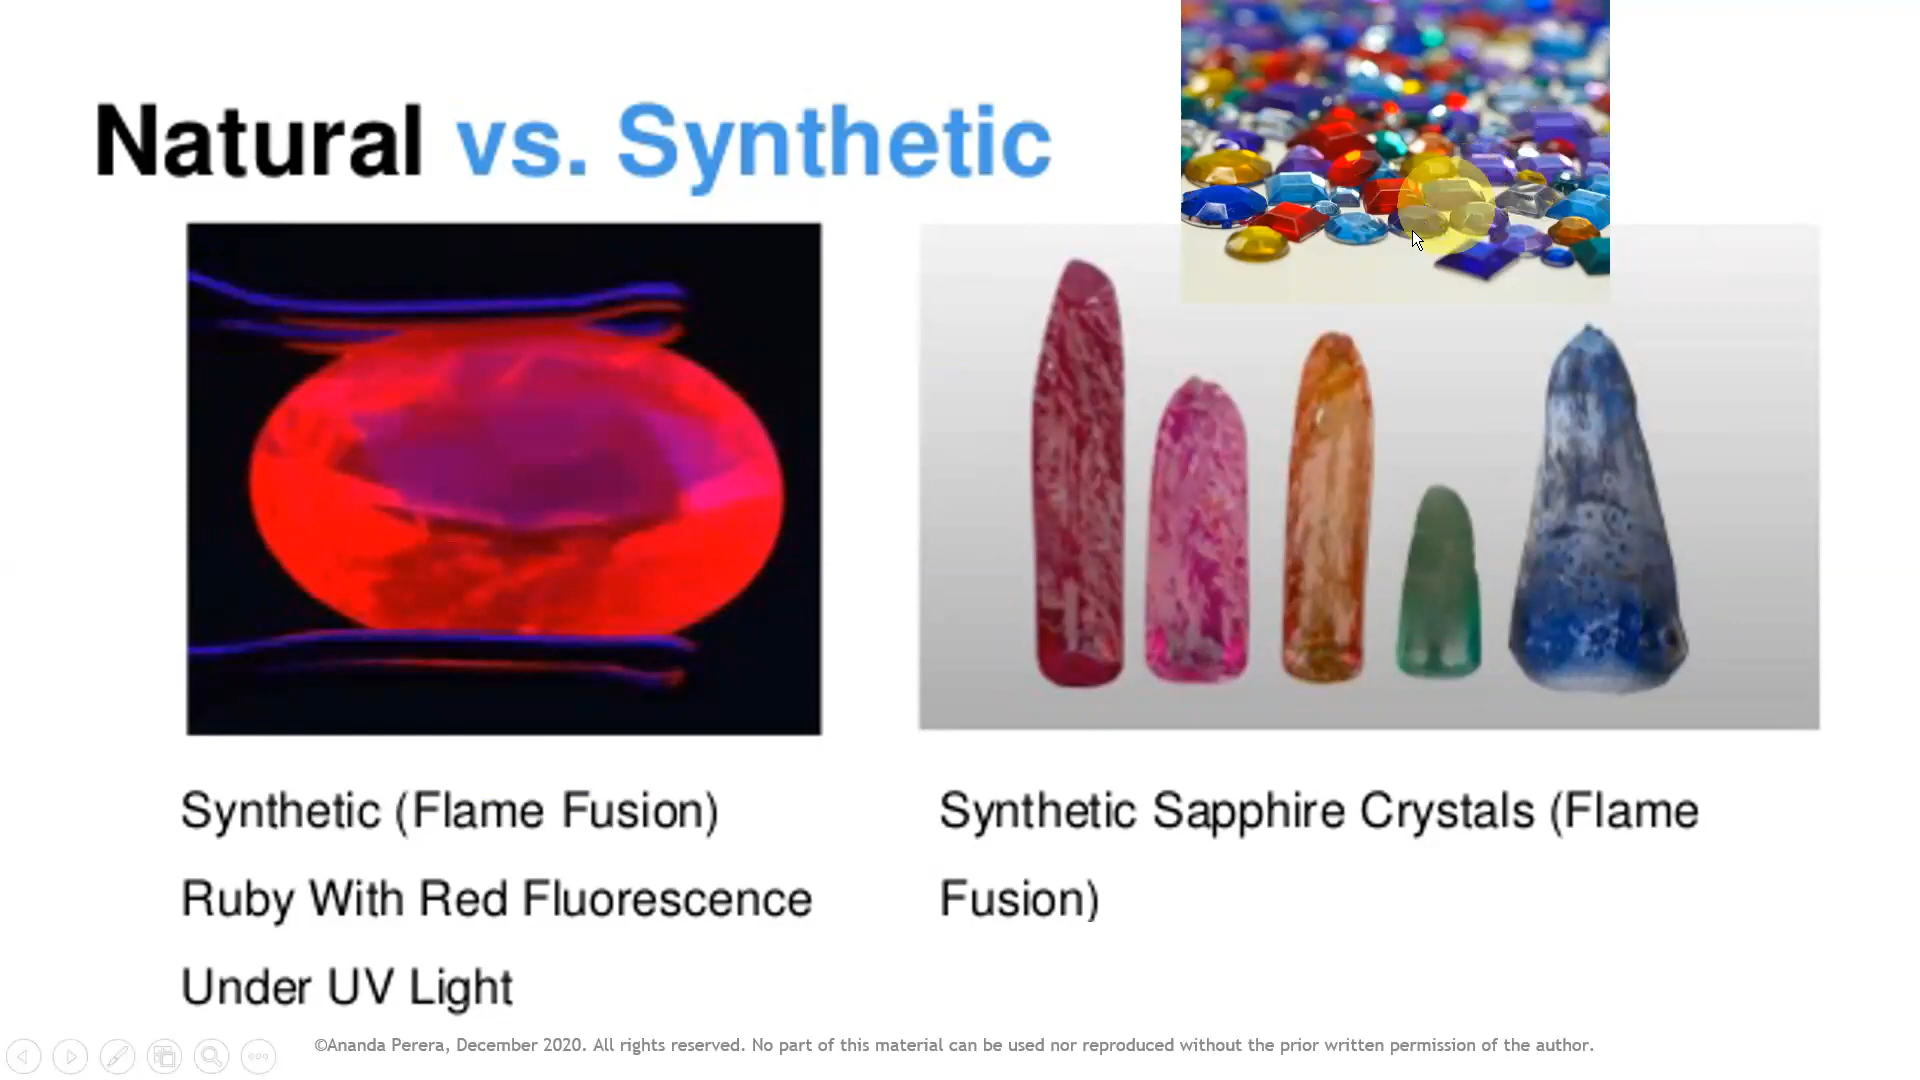 Natural vs. Synthetic
Synthetic (Flame Fusion)
Ruby With Red Fluorescence
Under UV Light
Synthetic Sapphire Crystals (Flame
Fusion)
©Ananda Perera, December 2020. All rights reserved. No part of this material can be used nor reproduced without the prior written permission of the author.